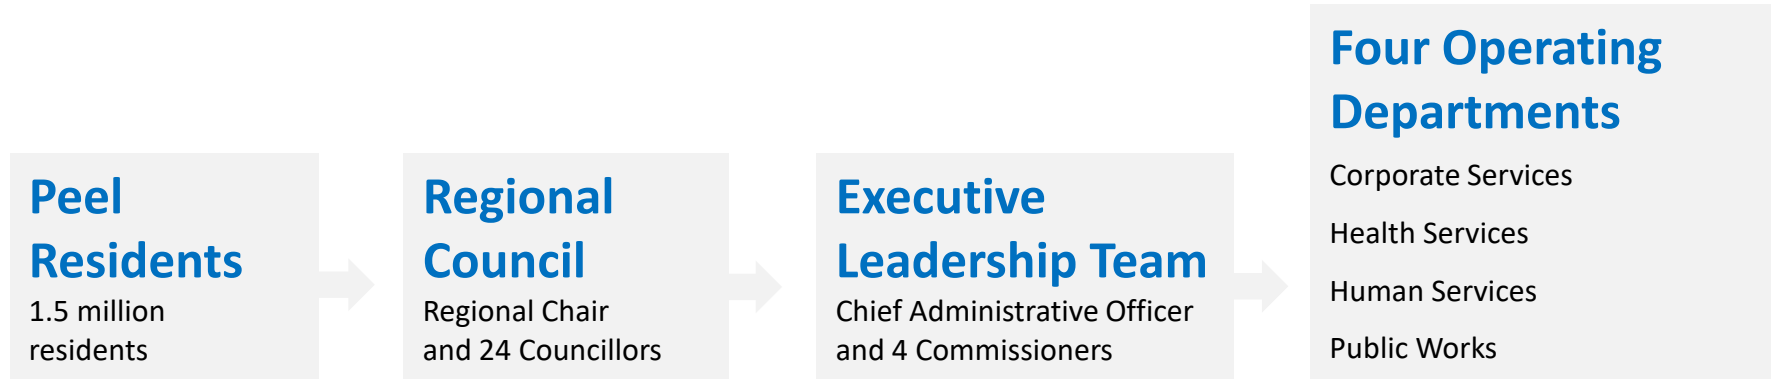 Peel
Residents
1.5 million
residents
Regional
Council
Regional Chair
and 24 Councillors
Executive
Leadership Team
Chief Administrative Officer
and 4 Commissioners
Four Operating
Departments
Corporate Services
Health Services
Human Services
Public Works